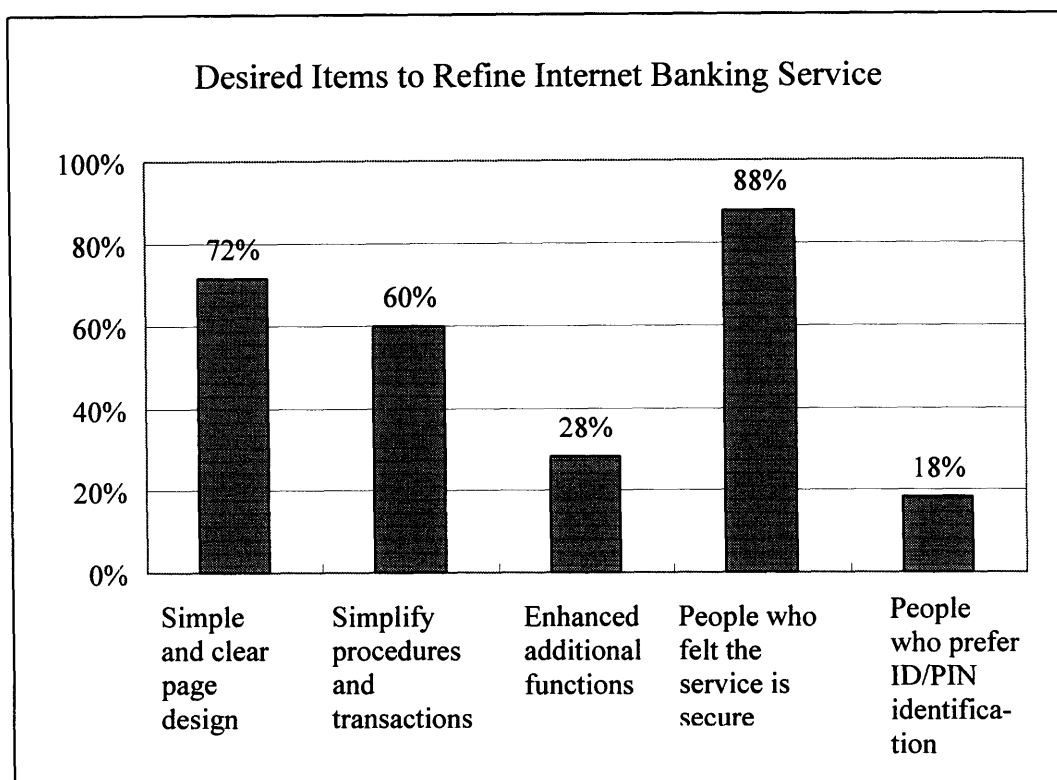 Desired Items to Refine Internet Banking Service
100%
80%
60%
40%
20%
0%
72%
60%
28%
88%
18%
Simple
and clear
page
design
Simplify
procedures
and
transactions
Enhanced
additional
functions
People who
felt the
service is
secure
People
who prefer
ID/PIN
identifica-
tion